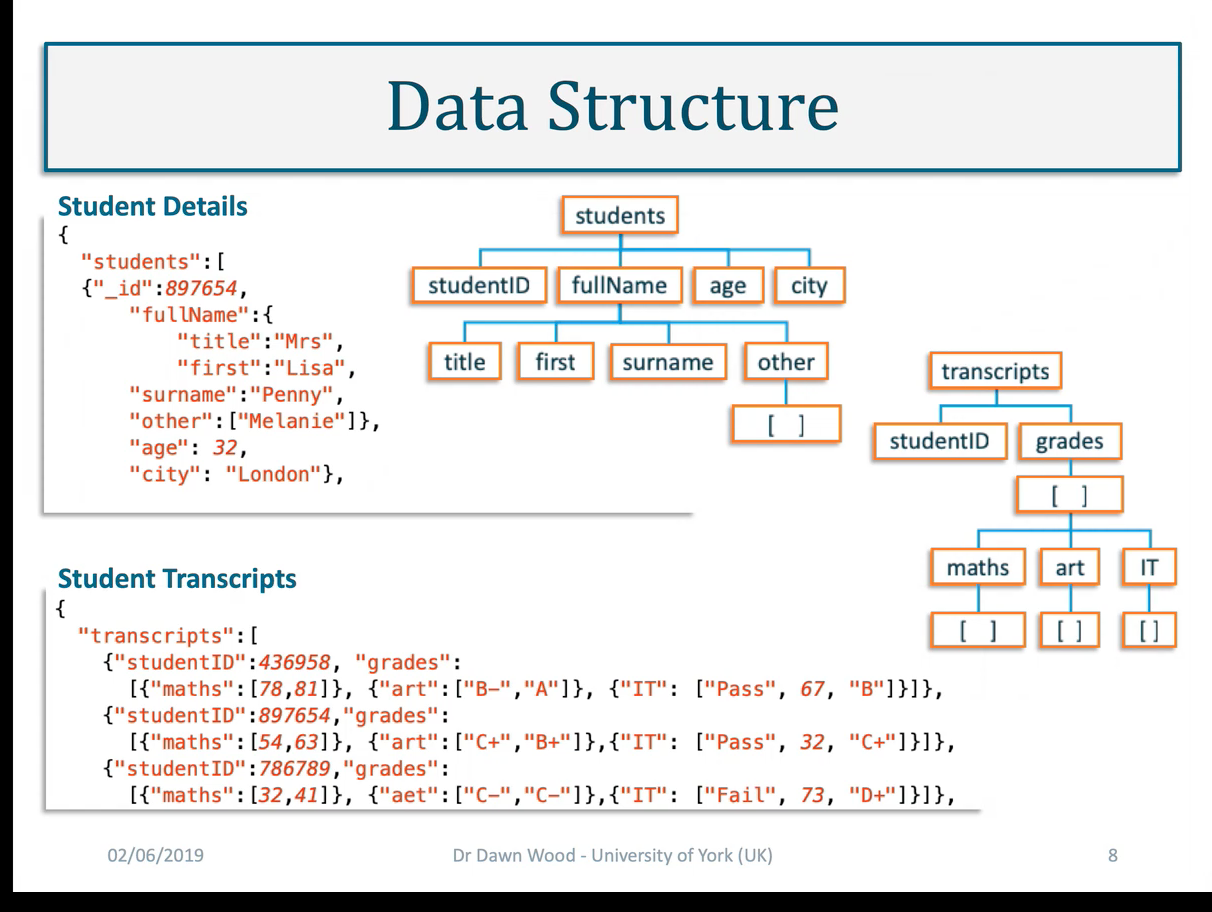 Data Structure
Student Details
{
"students":[
{"_id":897654,
"fullName":{
"title":"Mrs",
"first":"Lisa",
"surname":"Penny",
"other":["Melanie"]},
"age": 32,
"city": "London"},
students
studentID fullName age city
title first surname other
[ ]
transcripts
studentID grades
[ ]
maths art IT
[ ] [ ] [ ]
Student Transcripts
{
"transcripts":[
{"studentID":436958, "grades":
[{"maths":[78,81]}, {"art":["B-","A"]}, {"IT": ["Pass", 67, "B"]}]},
{"studentID":897654,"grades":
[{"maths":[54,63]}, {"art":["C+","B+"]},{"IT": ["Pass", 32, "C+"]}]},
{"studentID":786789,"grades":
[{"maths":[32,41]}, {"aet":["C-","C-"]},{"IT": ["Fail", 73, "D+"]}]},
02/06/2019
Dr Dawn Wood - University of York (UK)
8